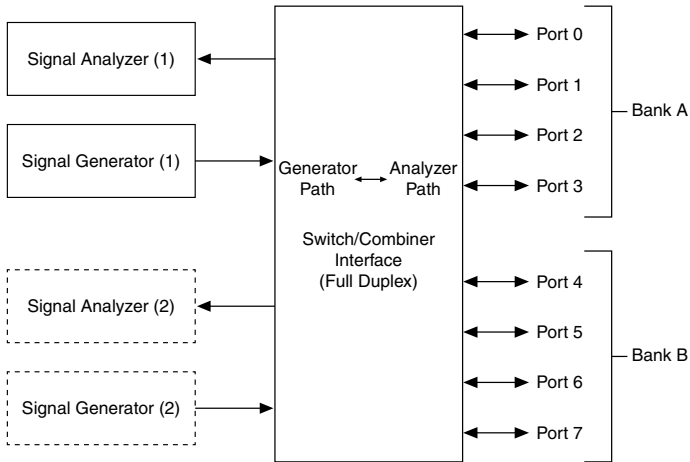 Signal Analyzer (1)
Signal Generator (1)
Signal Analyzer (2)
Signal Generator (2)
Generator
Path
Analyzer
Path
Switch/Combiner
Interface
(Full Duplex)
Port 0
Port 1
Port 2
Port 3
Bank A
Port 4
Port 5
Port 6
Port 7
Bank B